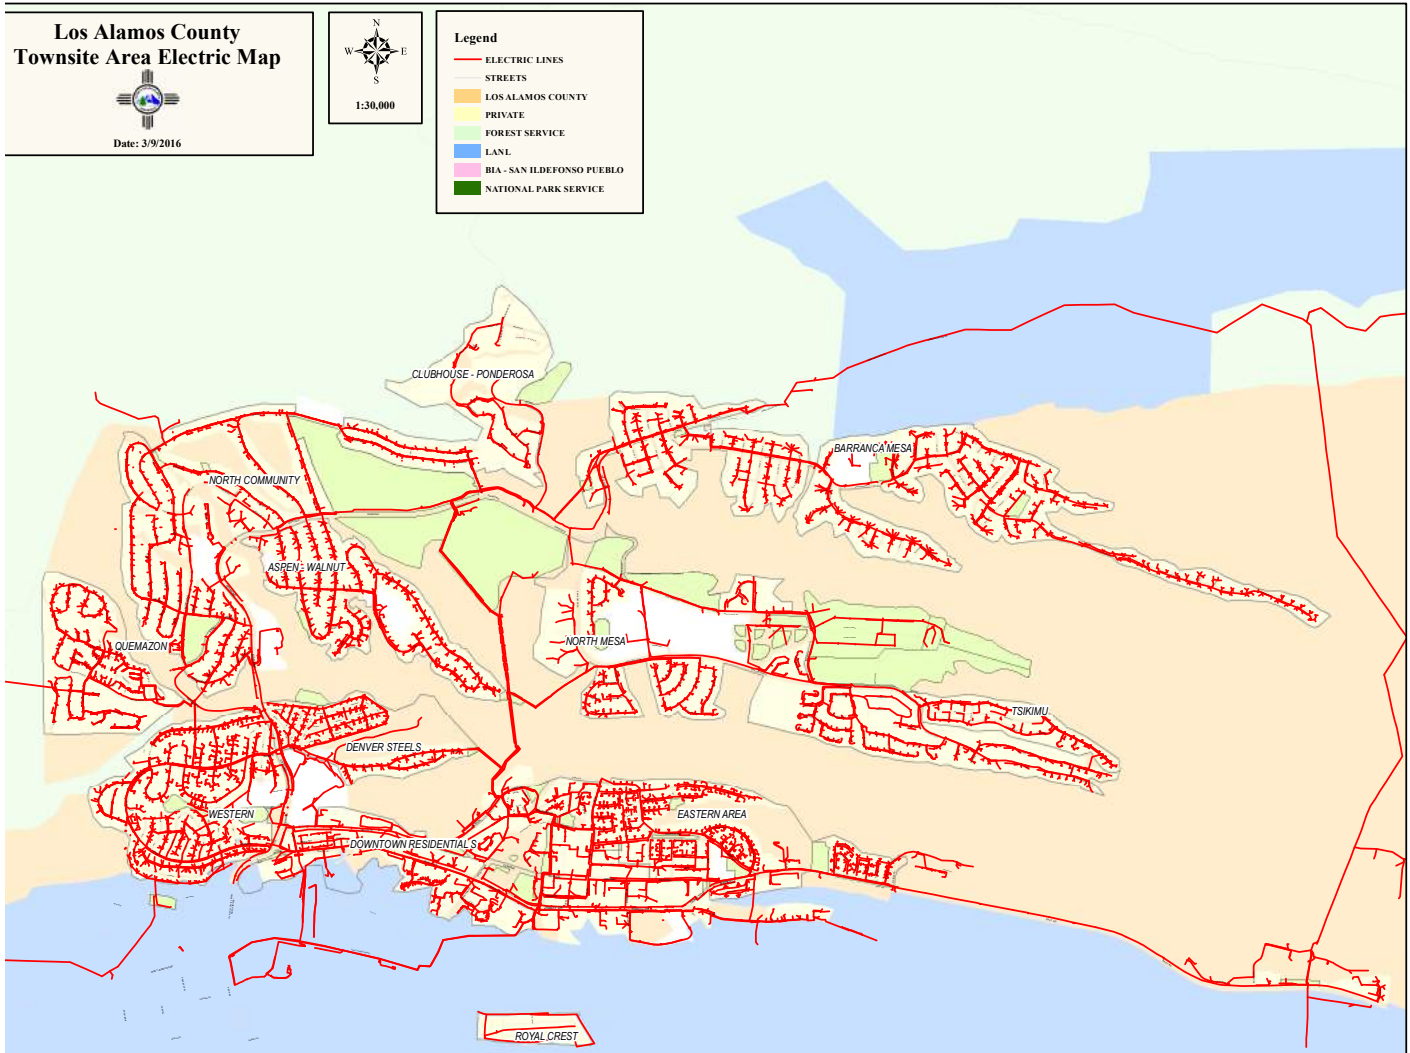 Los Alamos County
Townsite Area Electric Map
Date: 3/9/2016
N
W E
S
1:30,000
Legend
ELECTRIC LINES
STREETS
LOS ALAMOS COUNTY
PRIVATE
FOREST SERVICE
LANL
BIA - SAN ILDEFONSO PUEBLO
NATIONAL PARK SERVICE
CLUBHOUSE - PONDEROSA
BARRANCA MESA
NORTH COMMUNITY
ASPEN - WALNUT
NORTH MESA
QUEMAZON
TSIKIMU
DENVER STEELS
WESTERN
EASTERN AREA
DOWNTOWN RESIDENTIALS
ROYAL CREST